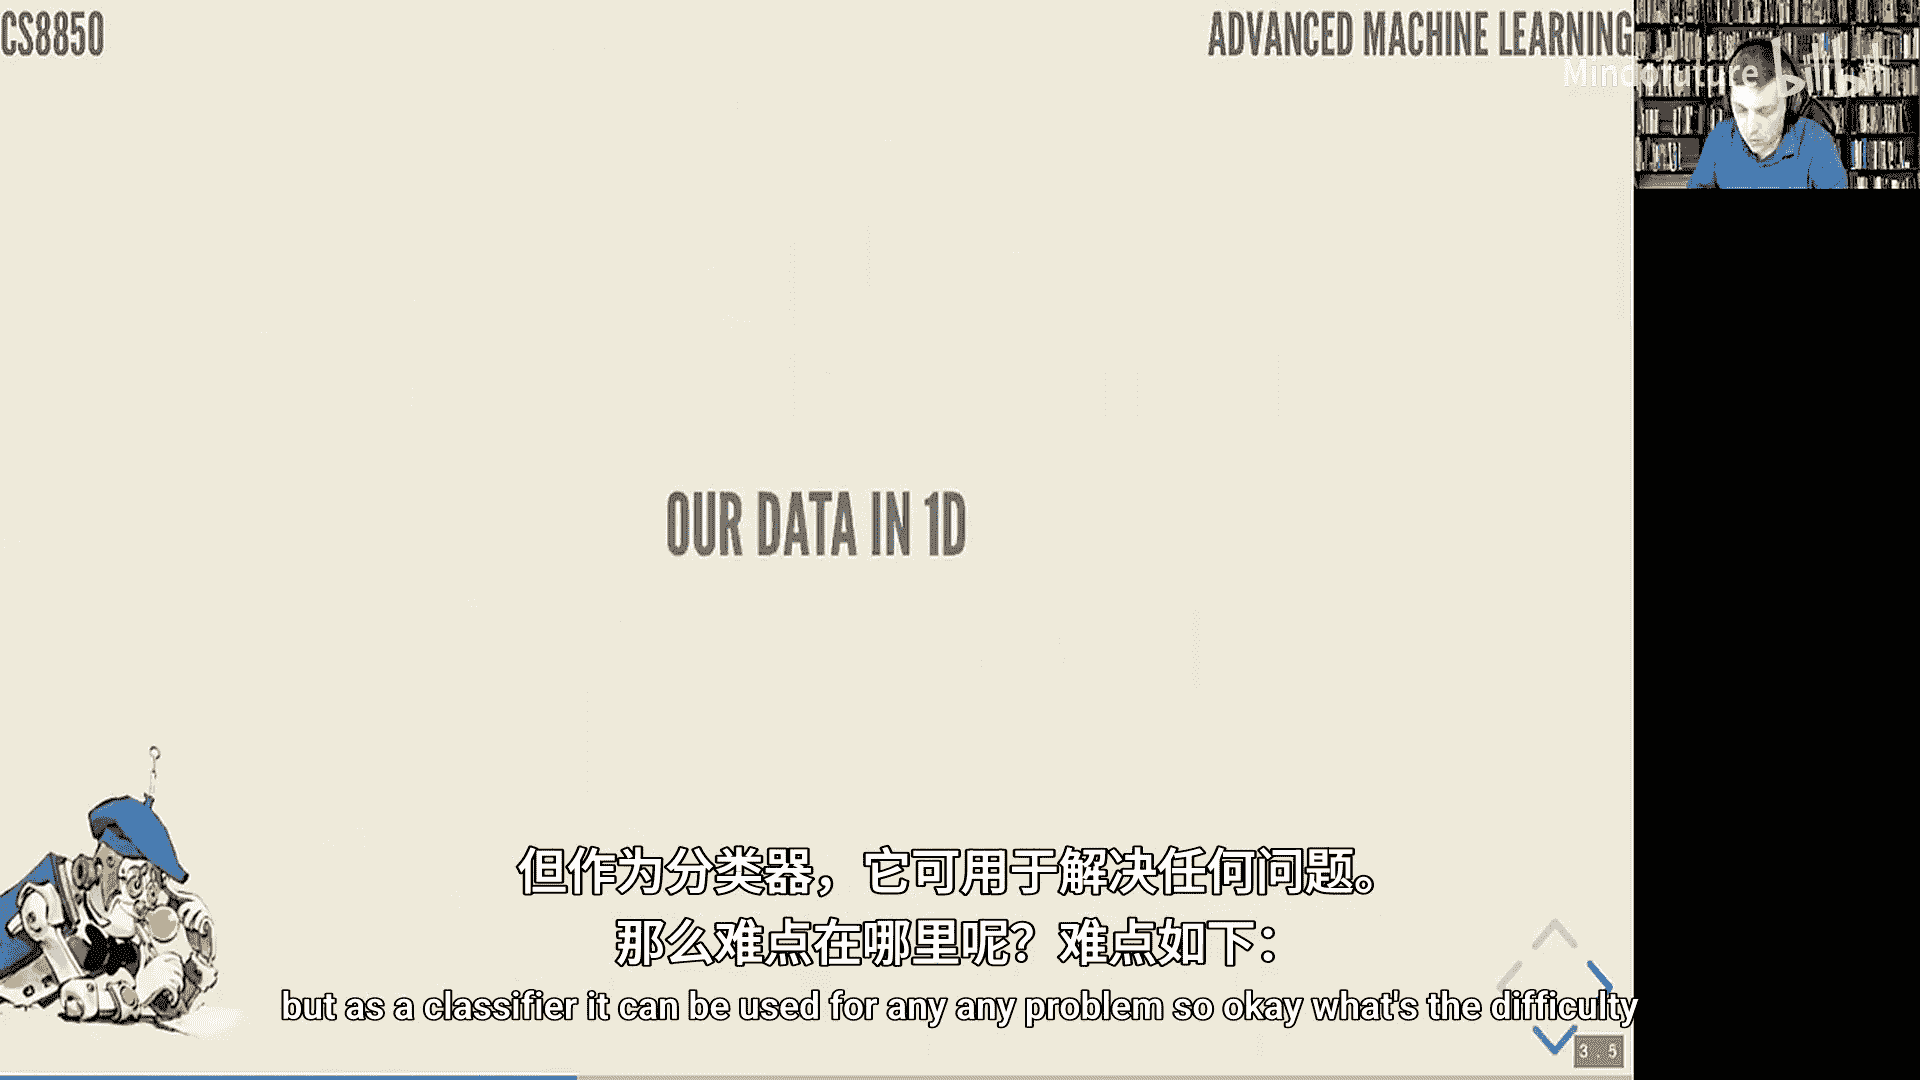 CS8850
ADVANCED MACHINE LEARNING
Mindofuture bilibili
OUR DATA IN 1D
但作为分类器，它可用于解决任何问题。
那么难点在哪里呢？难点如下：
but as a classifier it can be used for any any problem so okay what's the difficulty
3.5